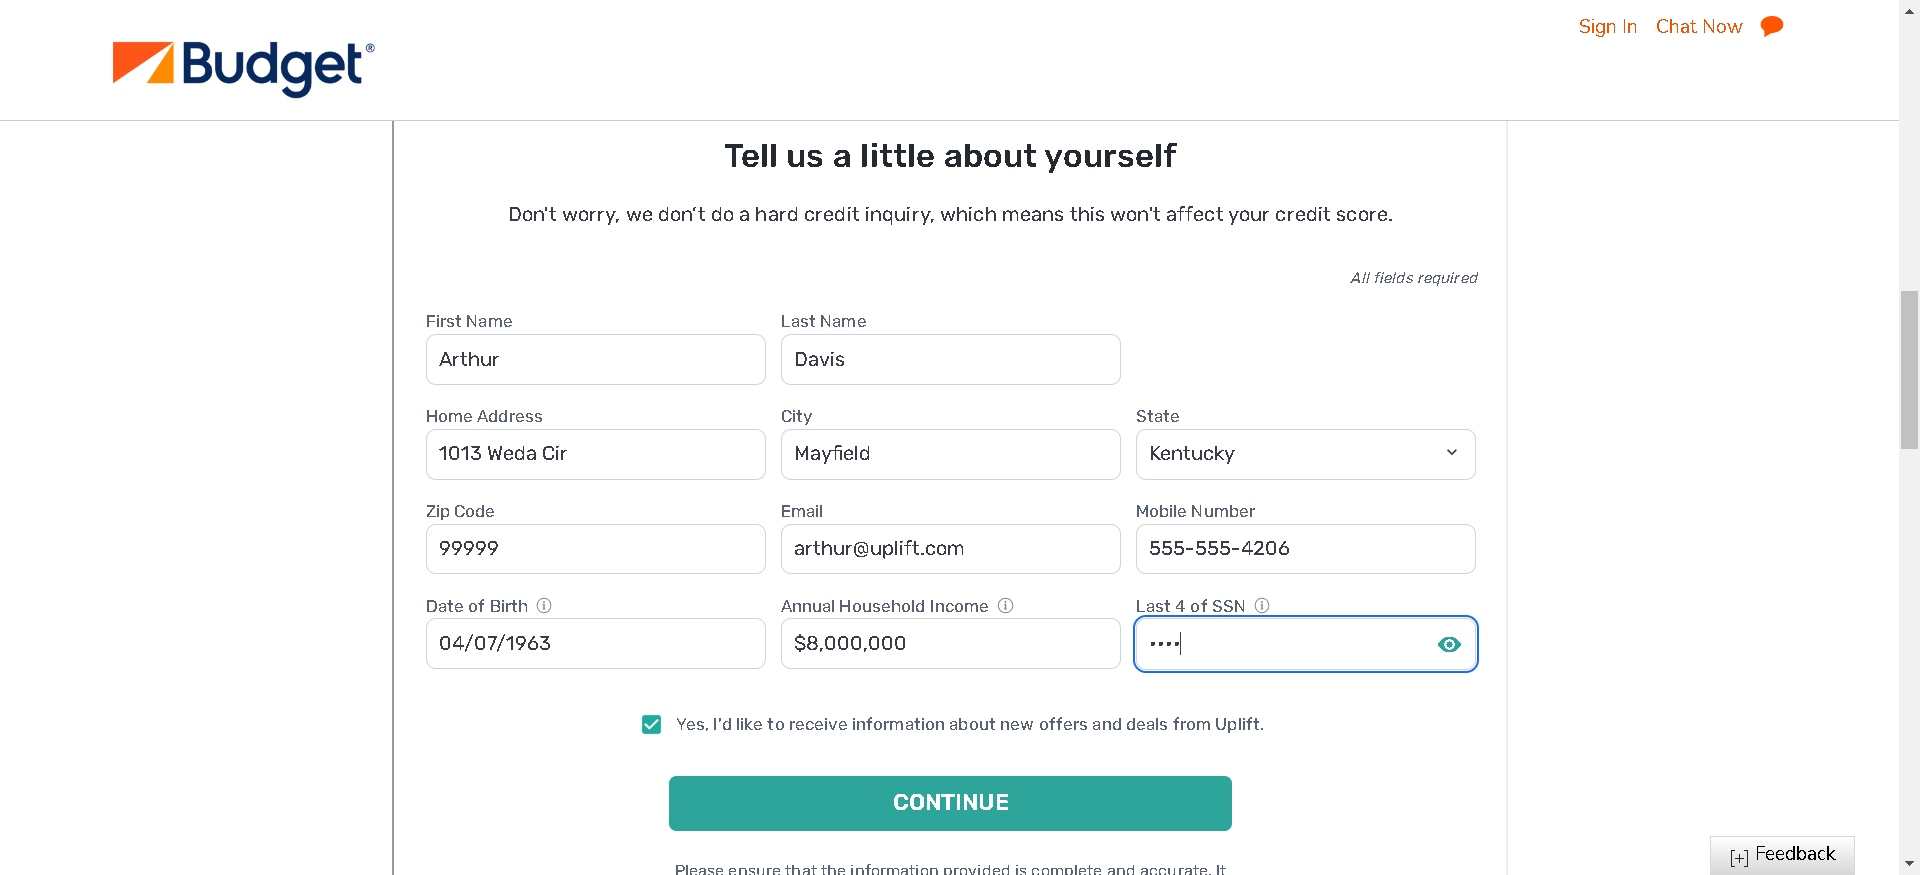 Sign In Chat Now
Budget®
Tell us a little about yourself
Don't worry, we don’t do a hard credit inquiry, which means this won't affect your credit score.
All fields required
First Name Last Name
Arthur Davis
Home Address City State
1013 Weda Cir Mayfield Kentucky
Zip Code Email Mobile Number
99999 arthur@uplift.com 555-555-4206
Date of Birth Annual Household Income Last 4 of SSN
04/07/1963 $8,000,000 ••••
Yes, I'd like to receive information about new offers and deals from Uplift.
CONTINUE
Please ensure that the information provided is complete and accurate. It
[+] Feedback